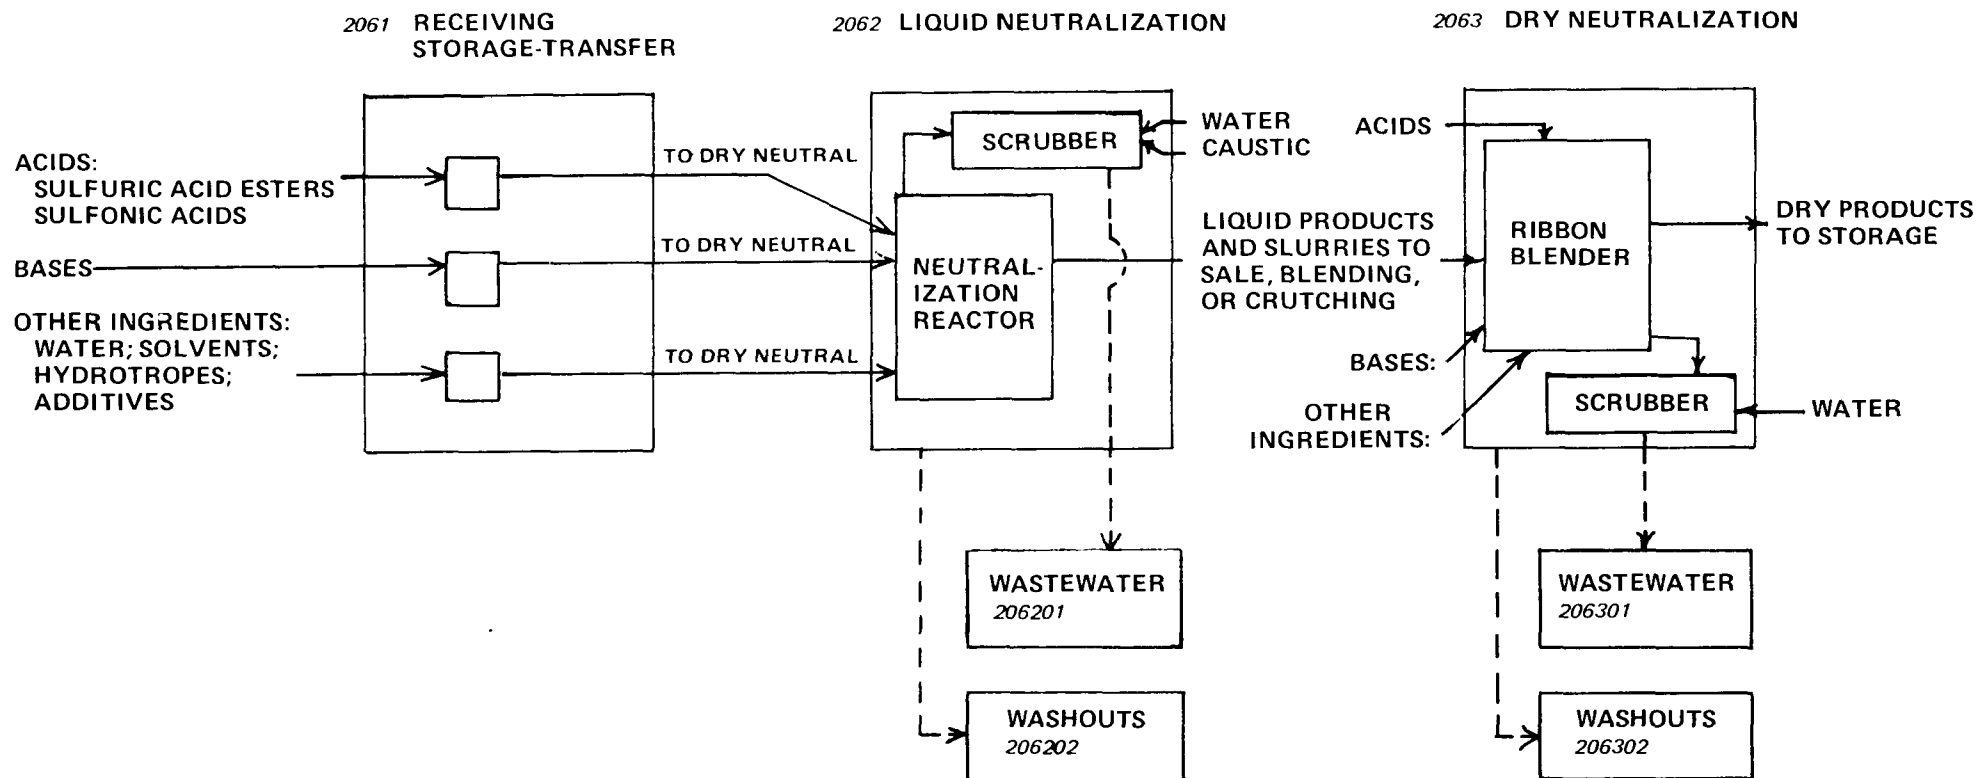 2061 RECEIVING
STORAGE-TRANSFER
2062 LIQUID NEUTRALIZATION
2063 DRY NEUTRALIZATION
ACIDS:
SULFURIC ACID ESTERS
SULFONIC ACIDS
BASES
OTHER INGREDIENTS:
WATER; SOLVENTS;
HYDROTROPES;
ADDITIVES
TO DRY NEUTRAL
TO DRY NEUTRAL
TO DRY NEUTRAL
SCRUBBER
WATER
CAUSTIC
NEUTRAL-
IZATION
REACTOR
LIQUID PRODUCTS
AND SLURRIES TO
SALE, BLENDING,
OR CRUTCHING
WASTEWATER
206201
WASHOUTS
206202
ACIDS
RIBBON
BLENDER
DRY PRODUCTS
TO STORAGE
BASES:
OTHER
INGREDIENTS:
SCRUBBER
WATER
WASTEWATER
206301
WASHOUTS
206302